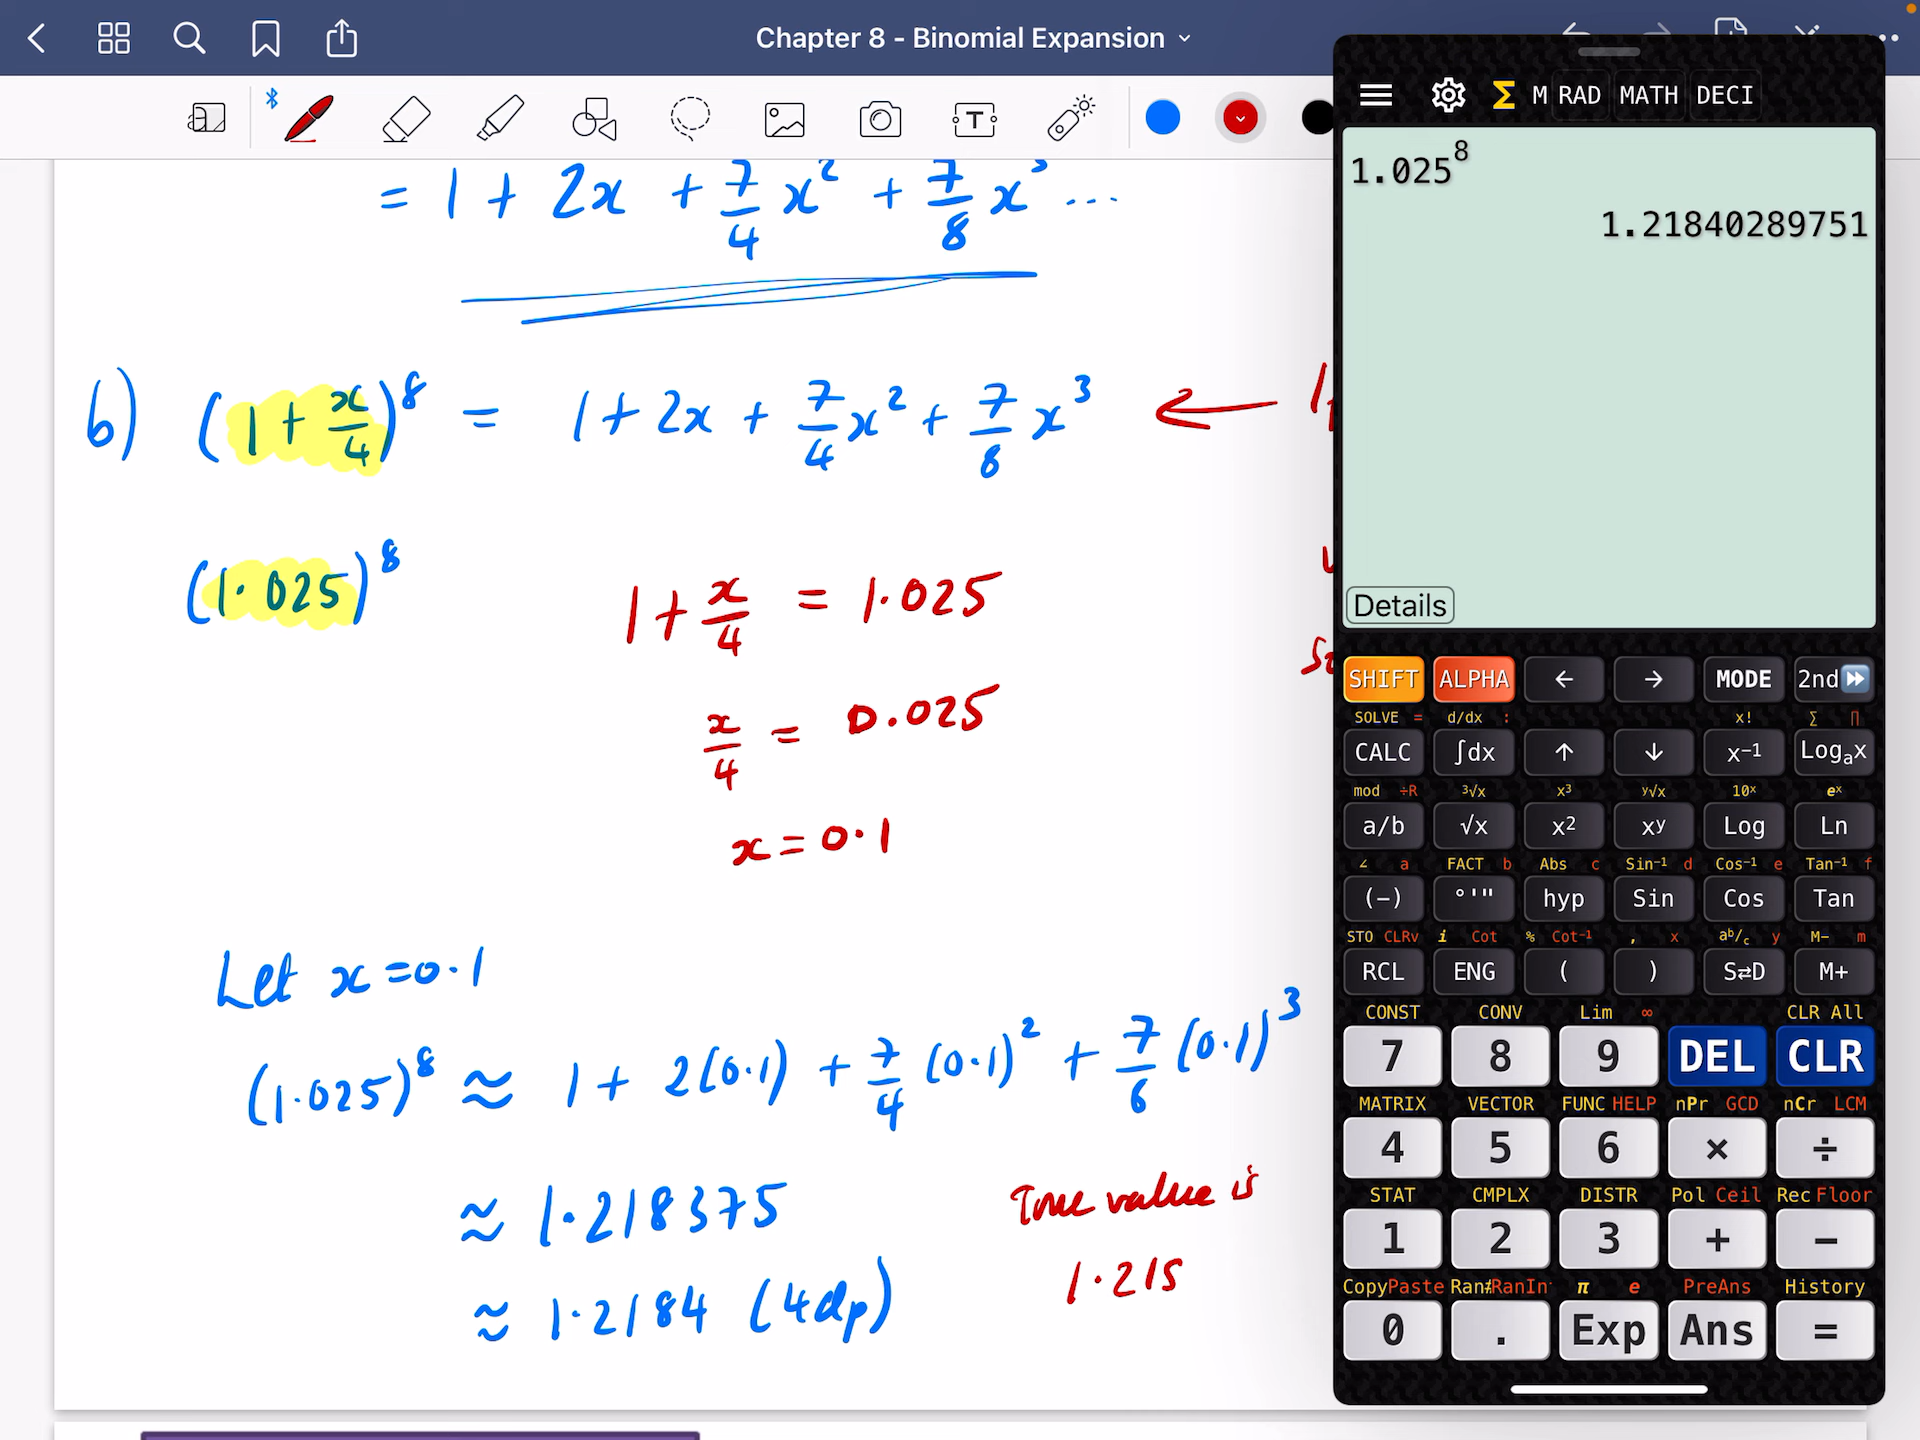 Chapter 8 - Binomial Expansion
= 1 + 2x + 7/4 x² + 7/8 x³ ...
b) (1 + x/4)⁸ = 1 + 2x + 7/4 x² + 7/8 x³
(1.025)⁸
1 + x/4 = 1.025
x/4 = 0.025
x = 0.1
Let x = 0.1
(1.025)⁸ ≈ 1 + 2(0.1) + 7/4 (0.1)² + 7/6 (0.1)³
≈ 1.218375
≈ 1.2184 (4dp)
True value is
1.215
M RAD MATH DECI
1.025⁸
1.21840289751
Details
SHIFT ALPHA ← → MODE 2nd
SOLVE = d/dx : x! ∑ ∏
CALC ∫dx ↑ ↓ x⁻¹ Logₐx
mod ÷R ³√x x³ ʸ√x 10ˣ eˣ
a/b √x x² xʸ Log Ln
∠ a FACT b Abs c Sin⁻¹ d Cos⁻¹ e Tan⁻¹ f
(−) °'" hyp Sin Cos Tan
STO CLRv i Cot % Cot⁻¹ , x aᵇ/c y M− m
RCL ENG ( ) S⇄D M+
CONST CONV Lim ∞ CLR All
7 8 9 DEL CLR
MATRIX VECTOR FUNC HELP nPr GCD nCr LCM
4 5 6 × ÷
STAT CMPLX DISTR Pol Ceil Rec Floor
1 2 3 + −
Copy Paste Ran# RanIn π e PreAns History
0 . Exp Ans =